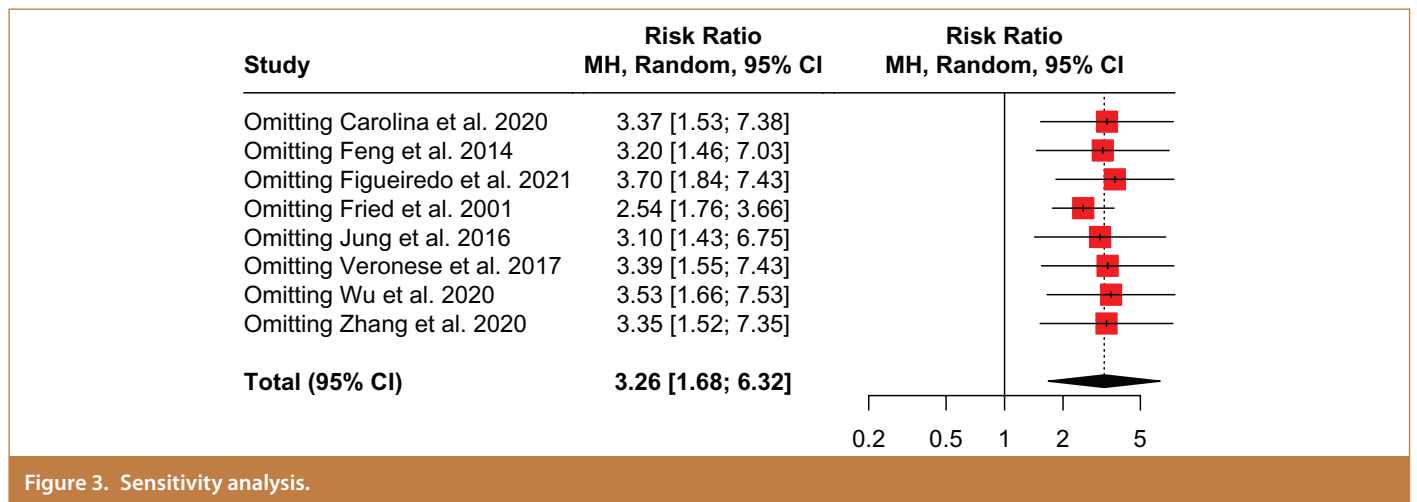 Risk Ratio Risk Ratio
Study MH, Random, 95% CI MH, Random, 95% CI
Omitting Carolina et al. 2020 3.37 [1.53; 7.38]
Omitting Feng et al. 2014 3.20 [1.46; 7.03]
Omitting Figueiredo et al. 2021 3.70 [1.84; 7.43]
Omitting Fried et al. 2001 2.54 [1.76; 3.66]
Omitting Jung et al. 2016 3.10 [1.43; 6.75]
Omitting Veronese et al. 2017 3.39 [1.55; 7.43]
Omitting Wu et al. 2020 3.53 [1.66; 7.53]
Omitting Zhang et al. 2020 3.35 [1.52; 7.35]
Total (95% CI) 3.26 [1.68; 6.32]
0.2 0.5 1 2 5
Figure 3. Sensitivity analysis.